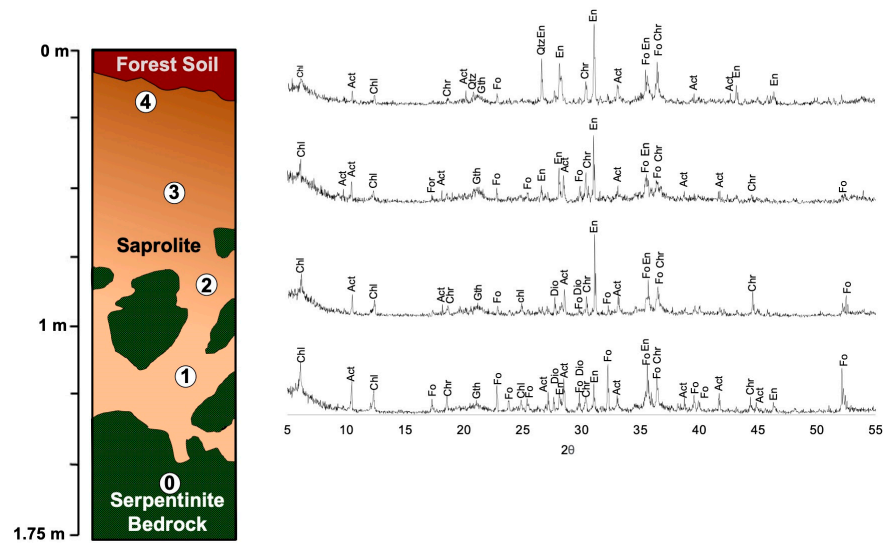 0 m
Forest Soil
4
3
Saprolite
2
1 m
1
0
Serpentinite
Bedrock
1.75 m
Chl Act Chl Chr Act Qtz Gth Fo QtzEn En Chr En Act Fo En Fo Chr Act Act En En
Chl Act Act Chl For Act Gth Fo Fo En En Act Fo Chr En Act Fo En Fo Chr Act Act Chr Fo
Chl Act Chl Act Chr Gth Fo chl Dio Act Dio Fo Chr En Fo Act Fo En Fo Chr Chr Fo
Chl Act Chl Fo Chr Gth Fo Fo Chl Fo Act Dio En Act Dio Fo Chr En Fo Act Fo En Fo Chr Act Fo Fo Act Chr Act En Fo
5 10 15 20 25 30 35 40 45 50 55
2θ